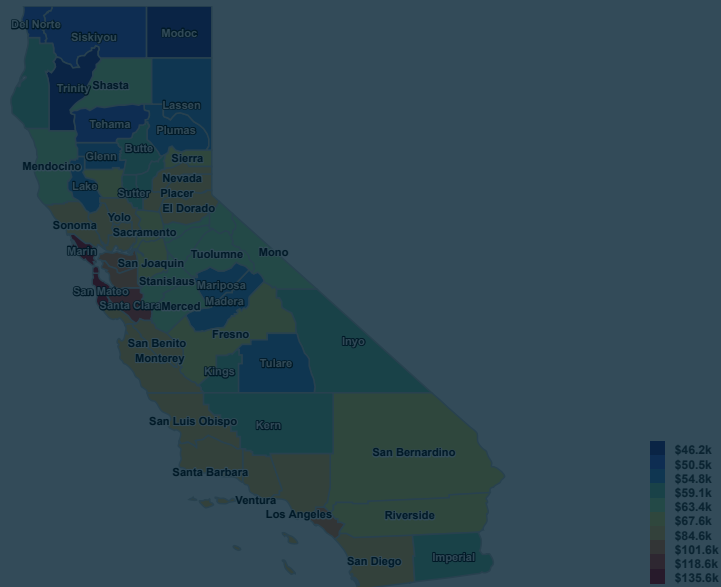 Del Norte
Siskiyou
Modoc
Trinity
Shasta
Lassen
Tehama
Plumas
Butte
Glenn
Sierra
Mendocino
Nevada
Lake
Sutter
Placer
El Dorado
Yolo
Sonoma
Sacramento
Marin
Tuolumne
Mono
San Joaquin
Stanislaus
Mariposa
San Mateo
Madera
Santa Clara
Merced
Fresno
San Benito
Inyo
Monterey
Tulare
Kings
San Luis Obispo
Kern
San Bernardino
Santa Barbara
Ventura
Los Angeles
Riverside
Imperial
San Diego
$46.2k
$50.5k
$54.8k
$59.1k
$63.4k
$67.6k
$84.6k
$101.6k
$118.6k
$135.6k